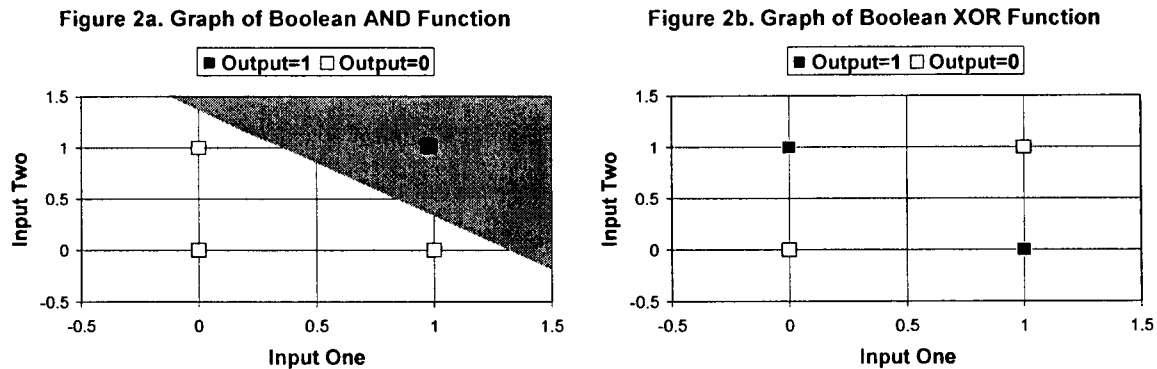 Figure 2a. Graph of Boolean AND Function
Output=1 Output=0
1.5
1
0.5
0
-0.5
Input Two
-0.5 0 0.5 1 1.5
Input One
Figure 2b. Graph of Boolean XOR Function
Output=1 Output=0
1.5
1
0.5
0
-0.5
Input Two
-0.5 0 0.5 1 1.5
Input One